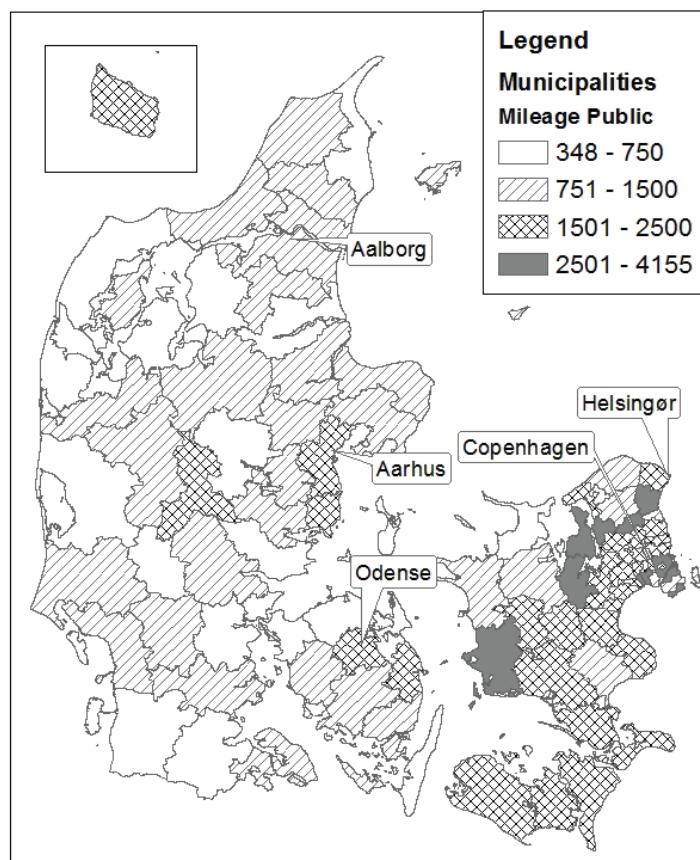 Legend
Municipalities
Mileage Public
348 - 750
751 - 1500
1501 - 2500
2501 - 4155
Aalborg
Helsingør
Copenhagen
Aarhus
Odense